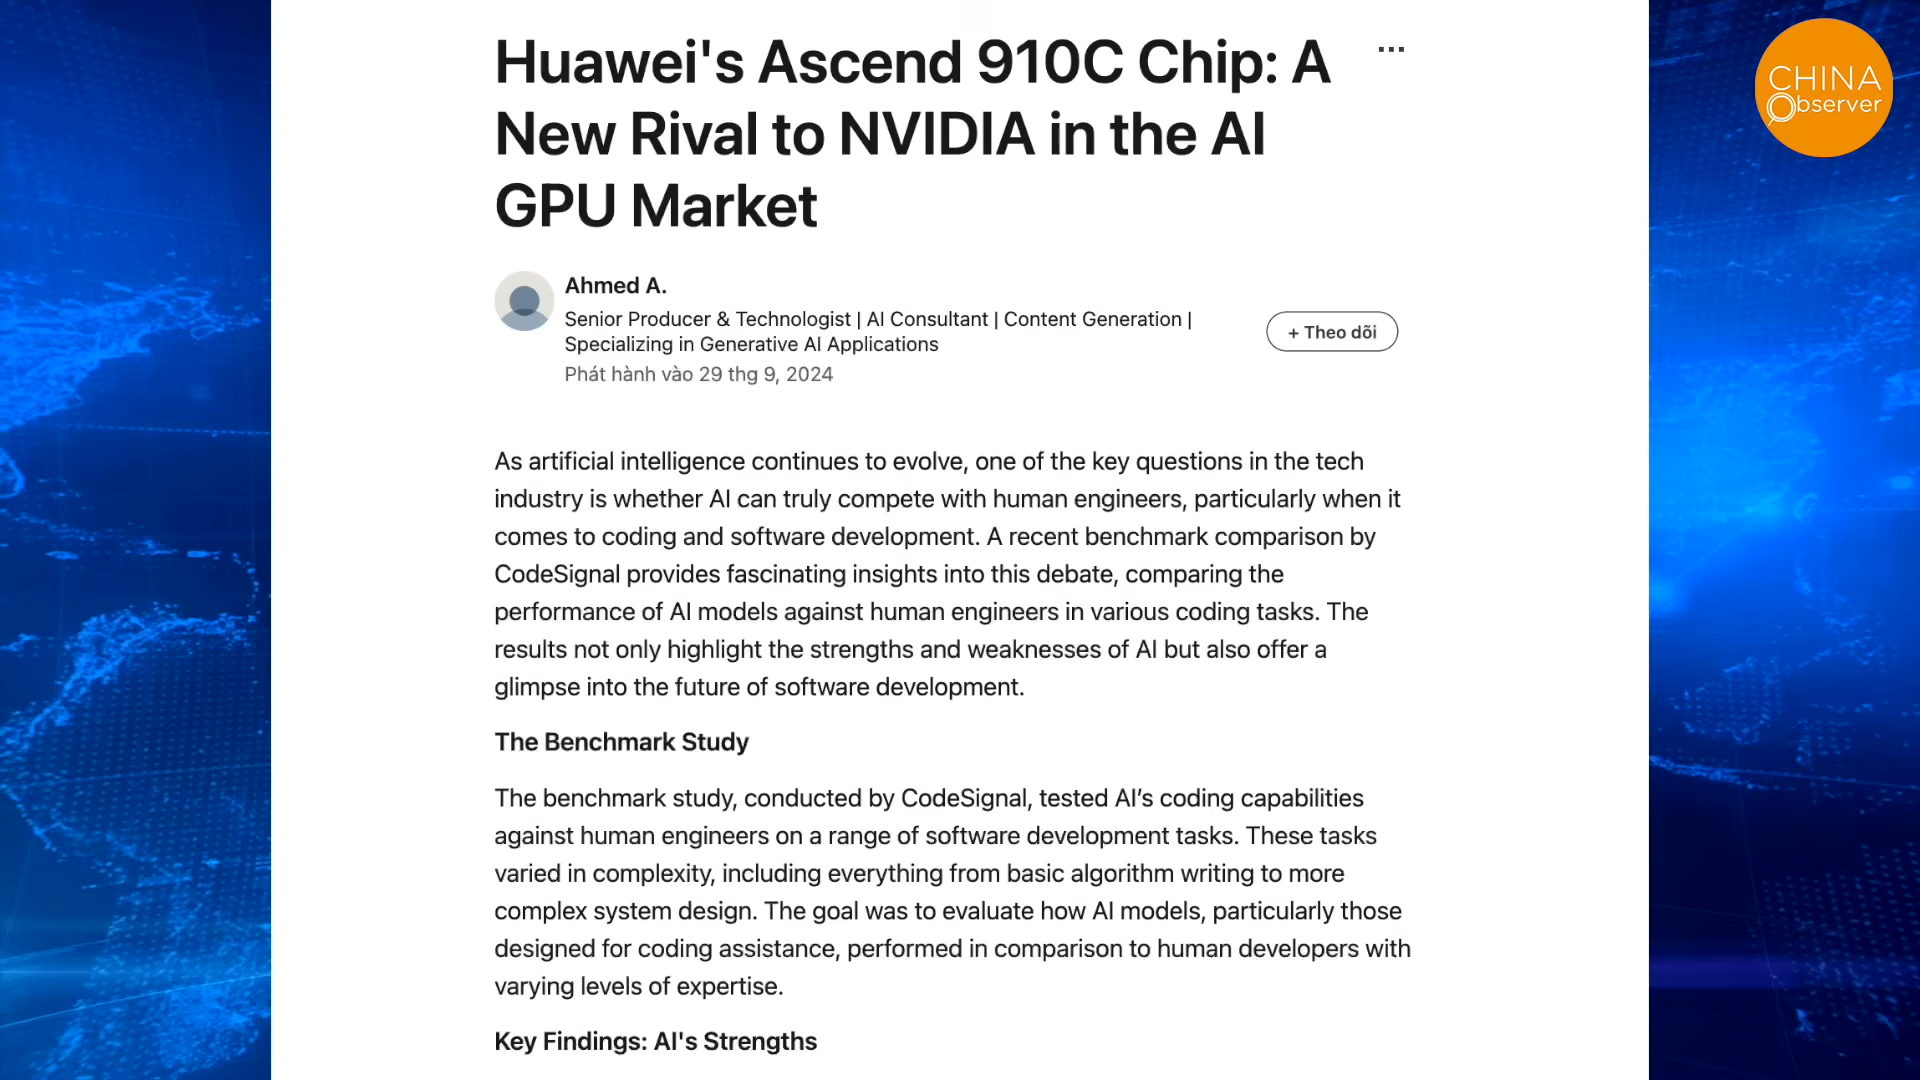 Huawei's Ascend 910C Chip: A
New Rival to NVIDIA in the AI
GPU Market
...
CHINA
Observer
Ahmed A.
Senior Producer & Technologist | AI Consultant | Content Generation |
Specializing in Generative AI Applications
Phát hành vào 29 thg 9, 2024
+ Theo dõi
As artificial intelligence continues to evolve, one of the key questions in the tech
industry is whether AI can truly compete with human engineers, particularly when it
comes to coding and software development. A recent benchmark comparison by
CodeSignal provides fascinating insights into this debate, comparing the
performance of AI models against human engineers in various coding tasks. The
results not only highlight the strengths and weaknesses of AI but also offer a
glimpse into the future of software development.
The Benchmark Study
The benchmark study, conducted by CodeSignal, tested AI’s coding capabilities
against human engineers on a range of software development tasks. These tasks
varied in complexity, including everything from basic algorithm writing to more
complex system design. The goal was to evaluate how AI models, particularly those
designed for coding assistance, performed in comparison to human developers with
varying levels of expertise.
Key Findings: AI's Strengths